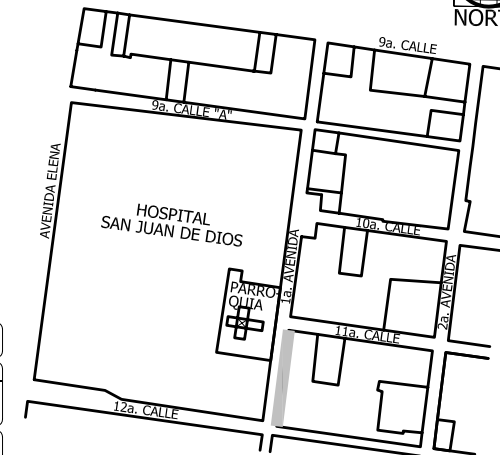 NORT
9a. CALLE
9a. CALLE "A"
AVENIDA ELENA
HOSPITAL
SAN JUAN DE DIOS
10a. CALLE
1a. AVENIDA
2a. AVENIDA
PARRO-
QUIA
11a. CALLE
12a. CALLE